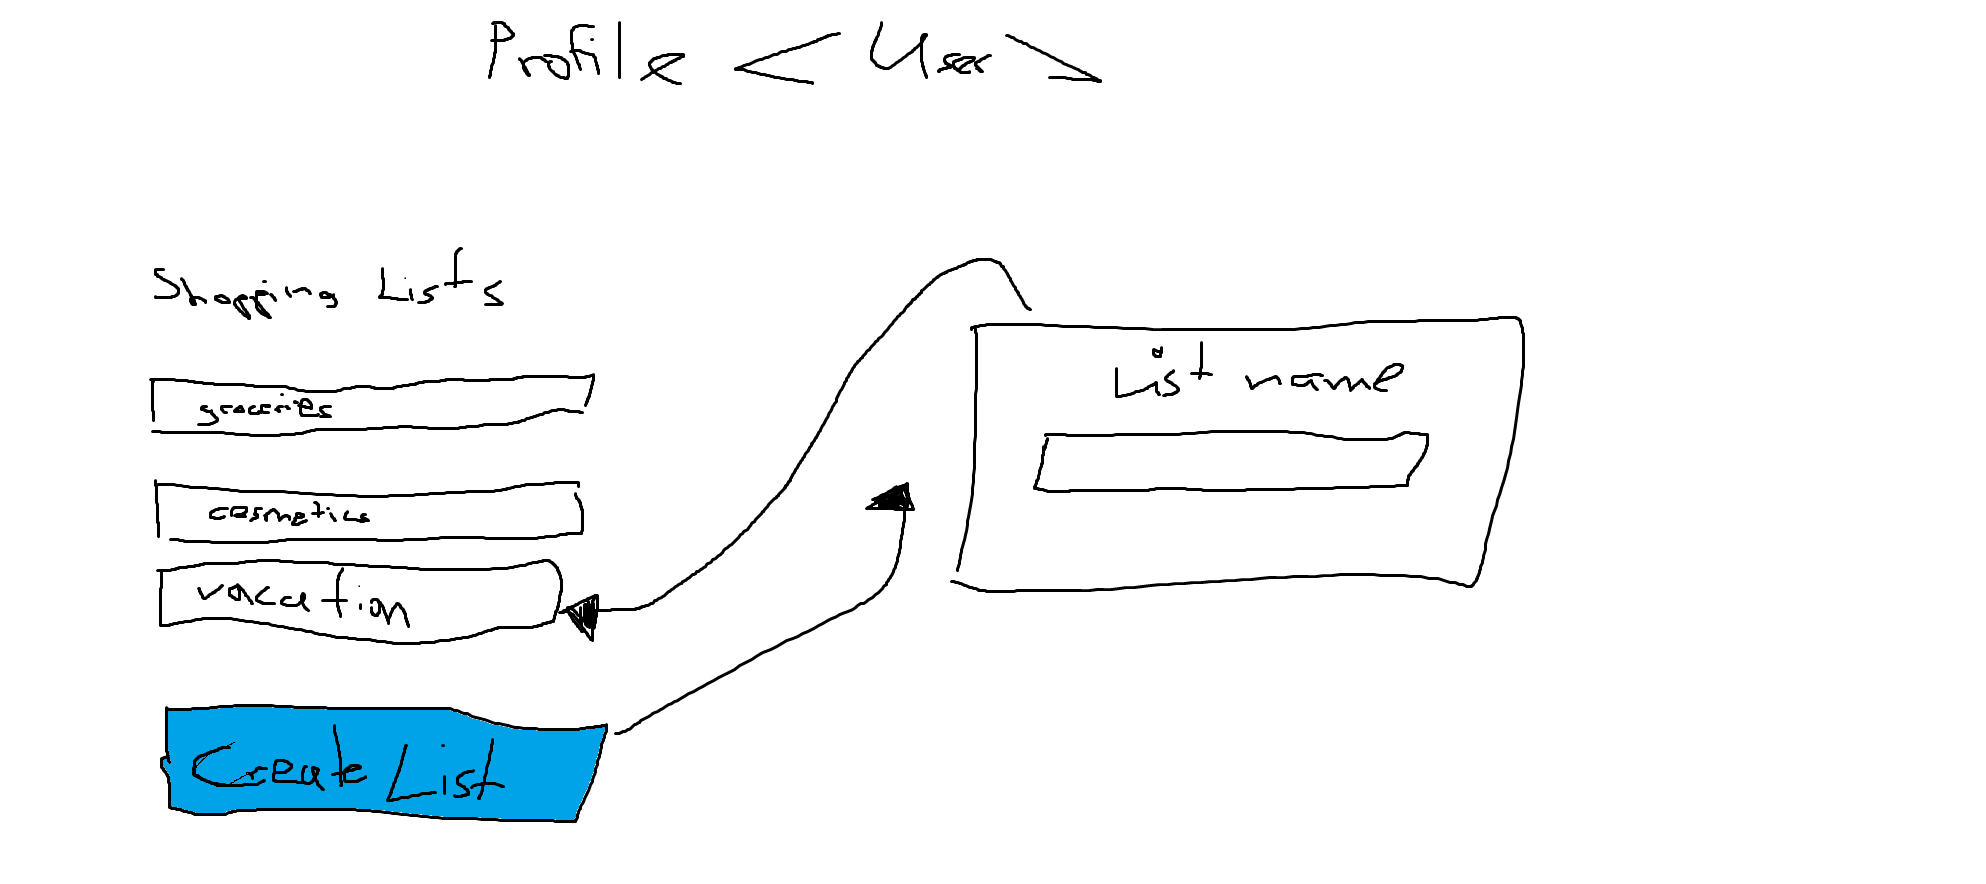 Profile < User >
Shopping Lists
groceries
cosmetics
vacation
Create List
List name